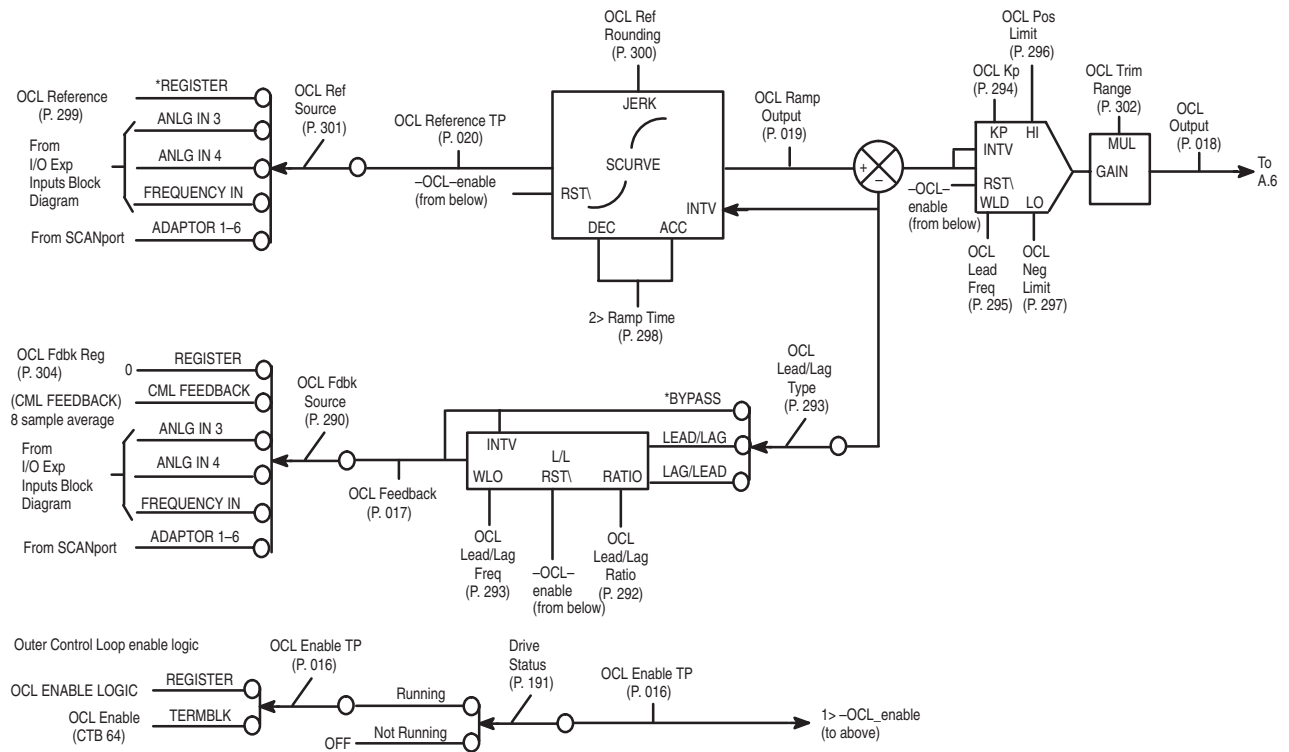 OCL Reference
(P. 299)
*REGISTER
From
I/O Exp
Inputs Block
Diagram
ANLG IN 3
ANLG IN 4
FREQUENCY IN
From SCANport
ADAPTOR 1–6
OCL Ref
Source
(P. 301)
OCL Reference TP
(P. 020)
–OCL–enable
(from below)
OCL Ref
Rounding
(P. 300)
JERK
SCURVE
RST\
INTV
DEC
ACC
2> Ramp Time
(P. 298)
OCL Ramp
Output
(P. 019)
+
–
OCL Pos
Limit
(P. 296)
OCL Kp
(P. 294)
KP
HI
INTV
RST\
WLD
LO
–OCL–
enable
(from below)
OCL
Lead
Freq
(P. 295)
OCL
Neg
Limit
(P. 297)
OCL Trim
Range
(P. 302)
MUL
GAIN
OCL
Output
(P. 018)
To
A.6
OCL Fdbk Reg
(P. 304)
0
REGISTER
(CML FEEDBACK)
8 sample average
CML FEEDBACK
From
I/O Exp
Inputs Block
Diagram
ANLG IN 3
ANLG IN 4
FREQUENCY IN
From SCANport
ADAPTOR 1–6
OCL Fdbk
Source
(P. 290)
OCL Feedback
(P. 017)
INTV
L/L
WLO
RST\
RATIO
OCL
Lead/Lag
Freq
(P. 293)
–OCL–
enable
(from below)
OCL
Lead/Lag
Ratio
(P. 292)
*BYPASS
LEAD/LAG
LAG/LEAD
OCL
Lead/Lag
Type
(P. 293)
Outer Control Loop enable logic
OCL ENABLE LOGIC
REGISTER
OCL Enable
(CTB 64)
TERMBLK
OCL Enable TP
(P. 016)
Running
OFF
Not Running
Drive
Status
(P. 191)
OCL Enable TP
(P. 016)
1> –OCL_enable
(to above)